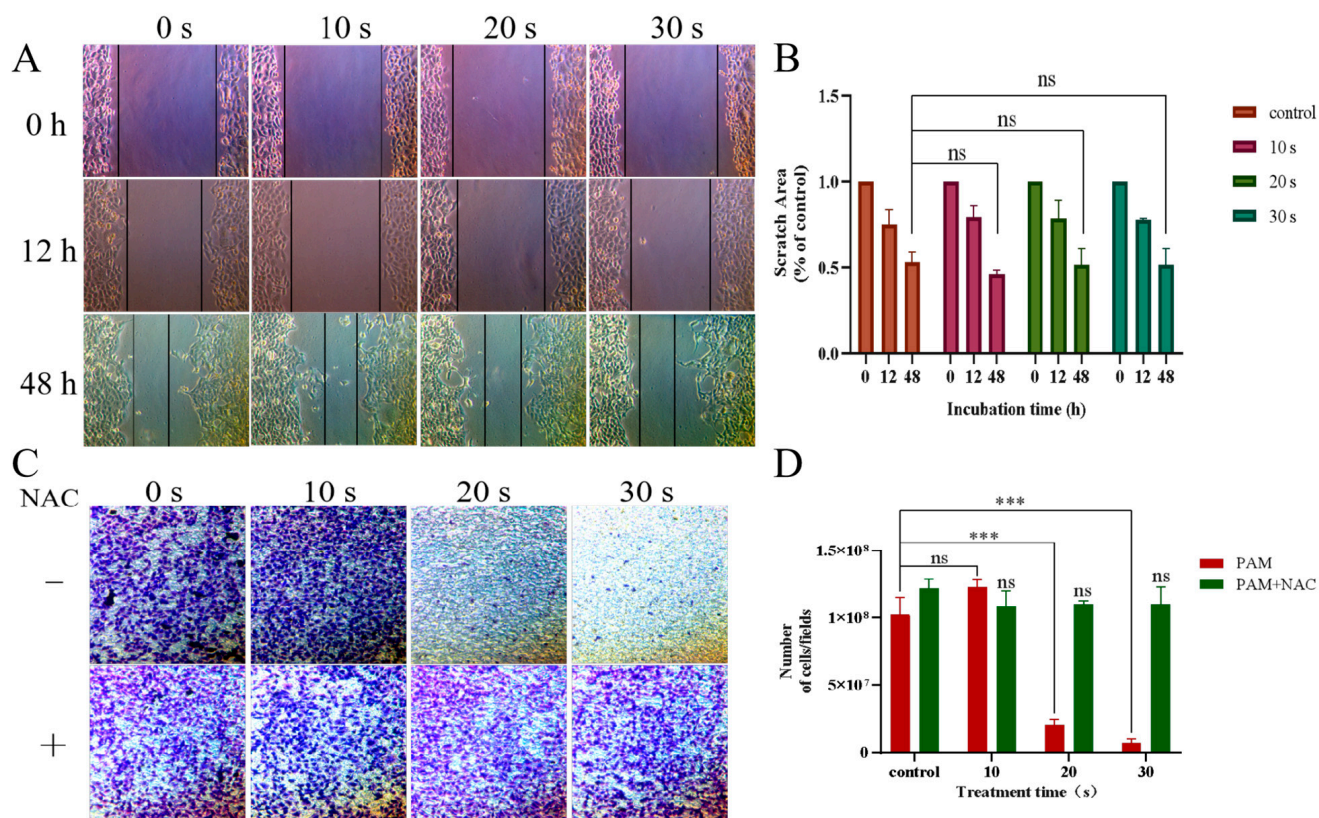 A
0 s 10 s 20 s 30 s
0 h
12 h
48 h
B
ns
ns
ns
1.5
1.0
0.5
0.0
Scratch Area
(% of control)
0 12 48 0 12 48 0 12 48 0 12 48
Incubation time (h)
control
10 s
20 s
30 s
C
NAC 0 s 10 s 20 s 30 s
−
+
D
***
***
ns
ns
ns
ns
1.5×10⁸
1×10⁸
5×10⁷
0
Number
of cells/fields
control 10 20 30
Treatment time（s）
PAM
PAM+NAC